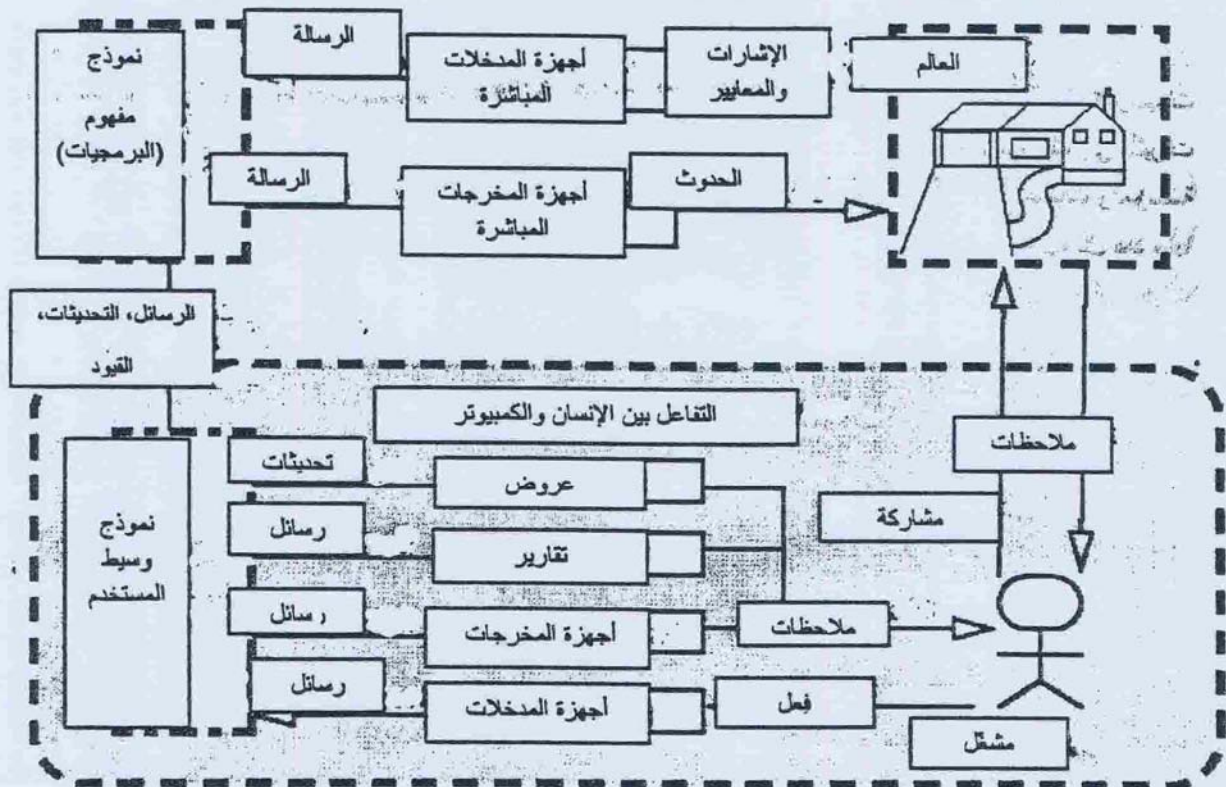 نموذج
مفهوم
(البرمجيات)
الرسالة
أجهزة المدخلات
المباشرة
الإشارات
والمعايير
العالم
الرسالة
أجهزة المخرجات
المباشرة
الحدوث
الرسائل، التحديثات،
القيود
التفاعل بين الإنسان والكمبيوتر
نموذج
وسيط
المستخدم
تحديثات
عروض
رسائل
تقارير
رسائل
أجهزة المخرجات
ملاحظات
رسائل
أجهزة المدخلات
فعل
ملاحظات
مشاركة
مشغّل